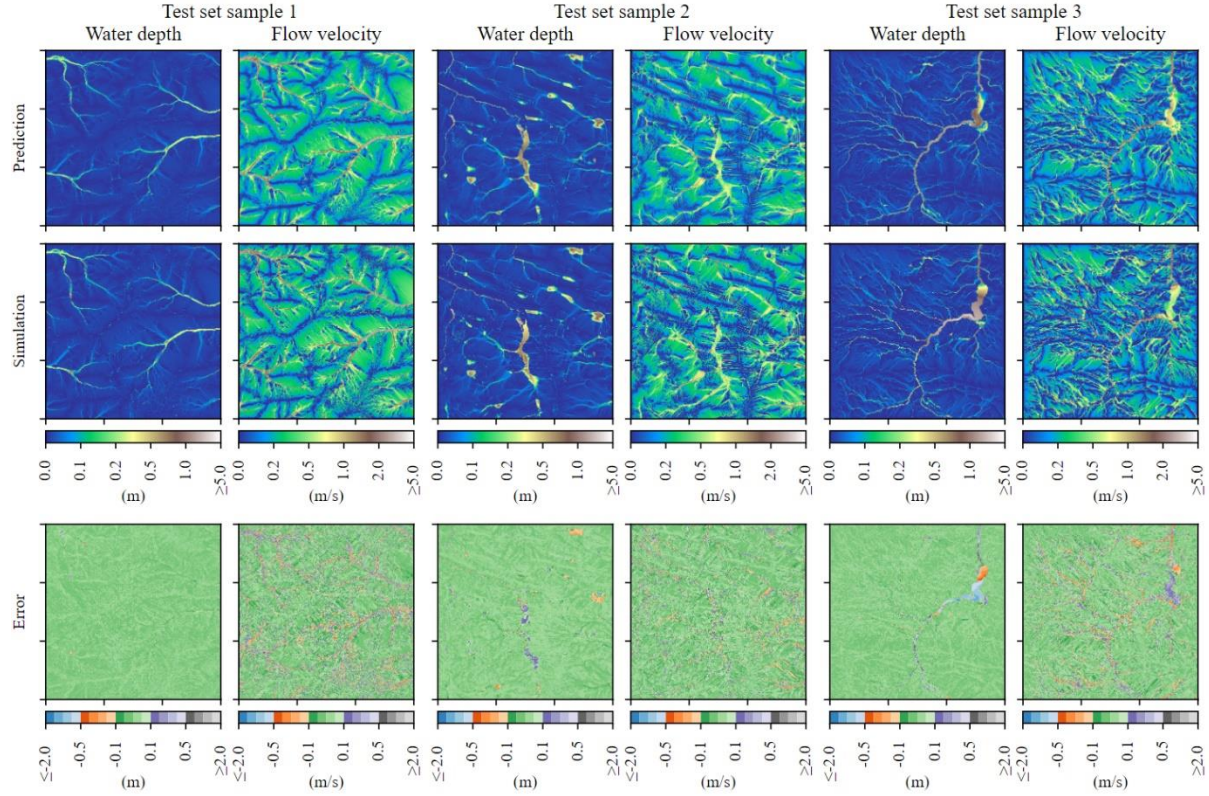 Test set sample 1 Test set sample 2 Test set sample 3
Water depth Flow velocity Water depth Flow velocity Water depth Flow velocity
Prediction
Simulation
0.0 0.1 0.2 0.5 1.0 ≥5.0 0.0 0.1 0.2 0.5 1.0 2.0 ≥5.0 0.0 0.1 0.2 0.5 1.0 ≥5.0 0.0 0.1 0.2 0.5 1.0 2.0 ≥5.0 0.0 0.1 0.2 0.5 1.0 ≥5.0 0.0 0.1 0.2 0.5 1.0 2.0 ≥5.0
(m) (m/s) (m) (m/s) (m) (m/s)
Error
≤-2.0 -0.5 -0.1 0.1 0.5 ≥2.0 ≤-2.0 -0.5 -0.1 0.1 0.5 ≥2.0 ≤-2.0 -0.5 -0.1 0.1 0.5 ≥2.0 ≤-2.0 -0.5 -0.1 0.1 0.5 ≥2.0 ≤-2.0 -0.5 -0.1 0.1 0.5 ≥2.0 ≤-2.0 -0.5 -0.1 0.1 0.5 ≥2.0
(m) (m/s) (m) (m/s) (m) (m/s)